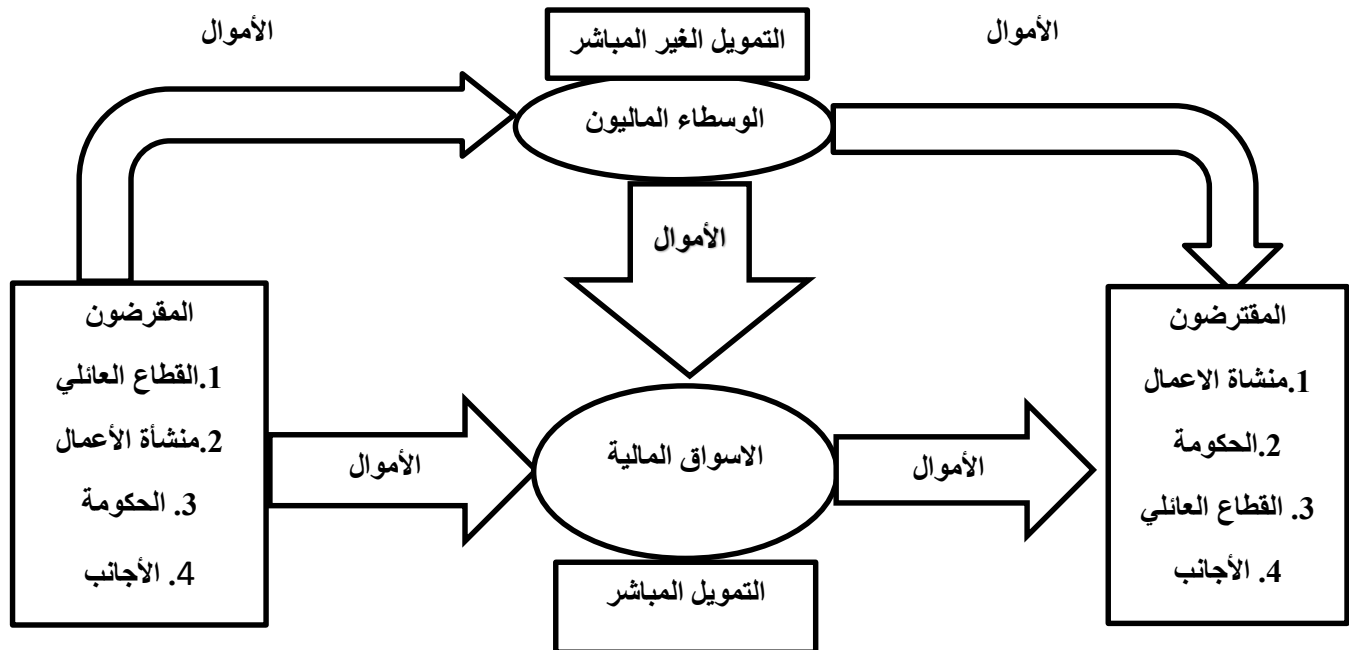 الأموال
التمويل الغير المباشر
الأموال
الوسطاء الماليون
الأموال
المقترضون
1.منشاة الاعمال
2.الحكومة
3. القطاع العائلي
4. الأجانب
المقرضون
1.القطاع العائلي
2.منشأة الأعمال
3. الحكومة
4. الأجانب
الأموال
الاسواق المالية
الأموال
التمويل المباشر